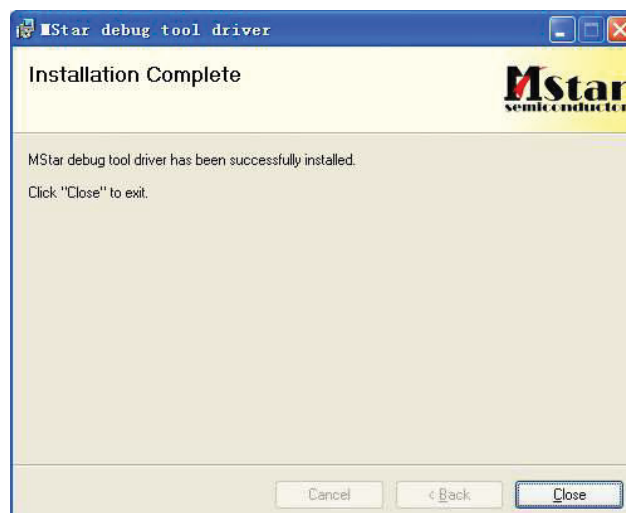 MStar debug tool driver
Installation Complete
MStar
semiconductor
MStar debug tool driver has been successfully installed.
Click "Close" to exit.
Cancel
< Back
Close